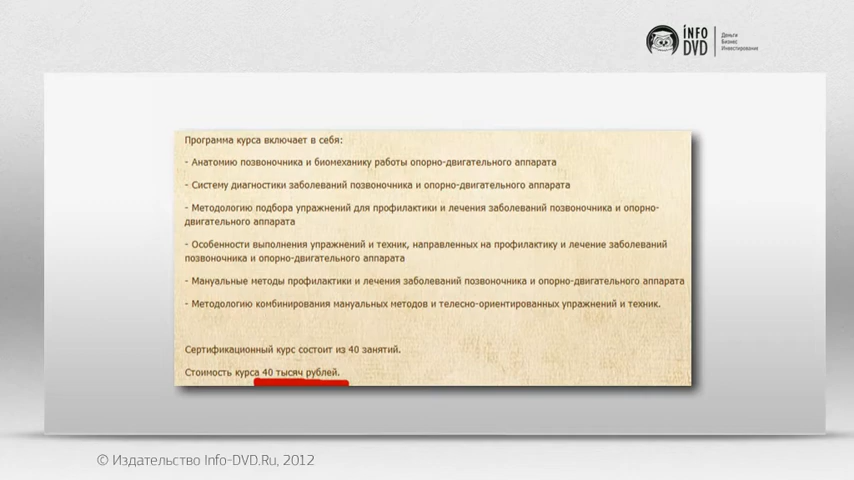 INFO
DVD
Деньги
Бизнес
Инвестирование
Программа курса включает в себя:
- Анатомию позвоночника и биомеханику работы опорно-двигательного аппарата
- Систему диагностики заболеваний позвоночника и опорно-двигательного аппарата
- Методологию подбора упражнений для профилактики и лечения заболеваний позвоночника и опорно-
двигательного аппарата
- Особенности выполнения упражнений и техник, направленных на профилактику и лечение заболеваний
позвоночника и опорно-двигательного аппарата
- Мануальные методы профилактики и лечения заболеваний позвоночника и опорно-двигательного аппарата
- Методологию комбинирования мануальных методов и телесно-ориентированных упражнений и техник.
Сертификационный курс состоит из 40 занятий.
Стоимость курса 40 тысяч рублей.
© Издательство Info-DVD.Ru, 2012